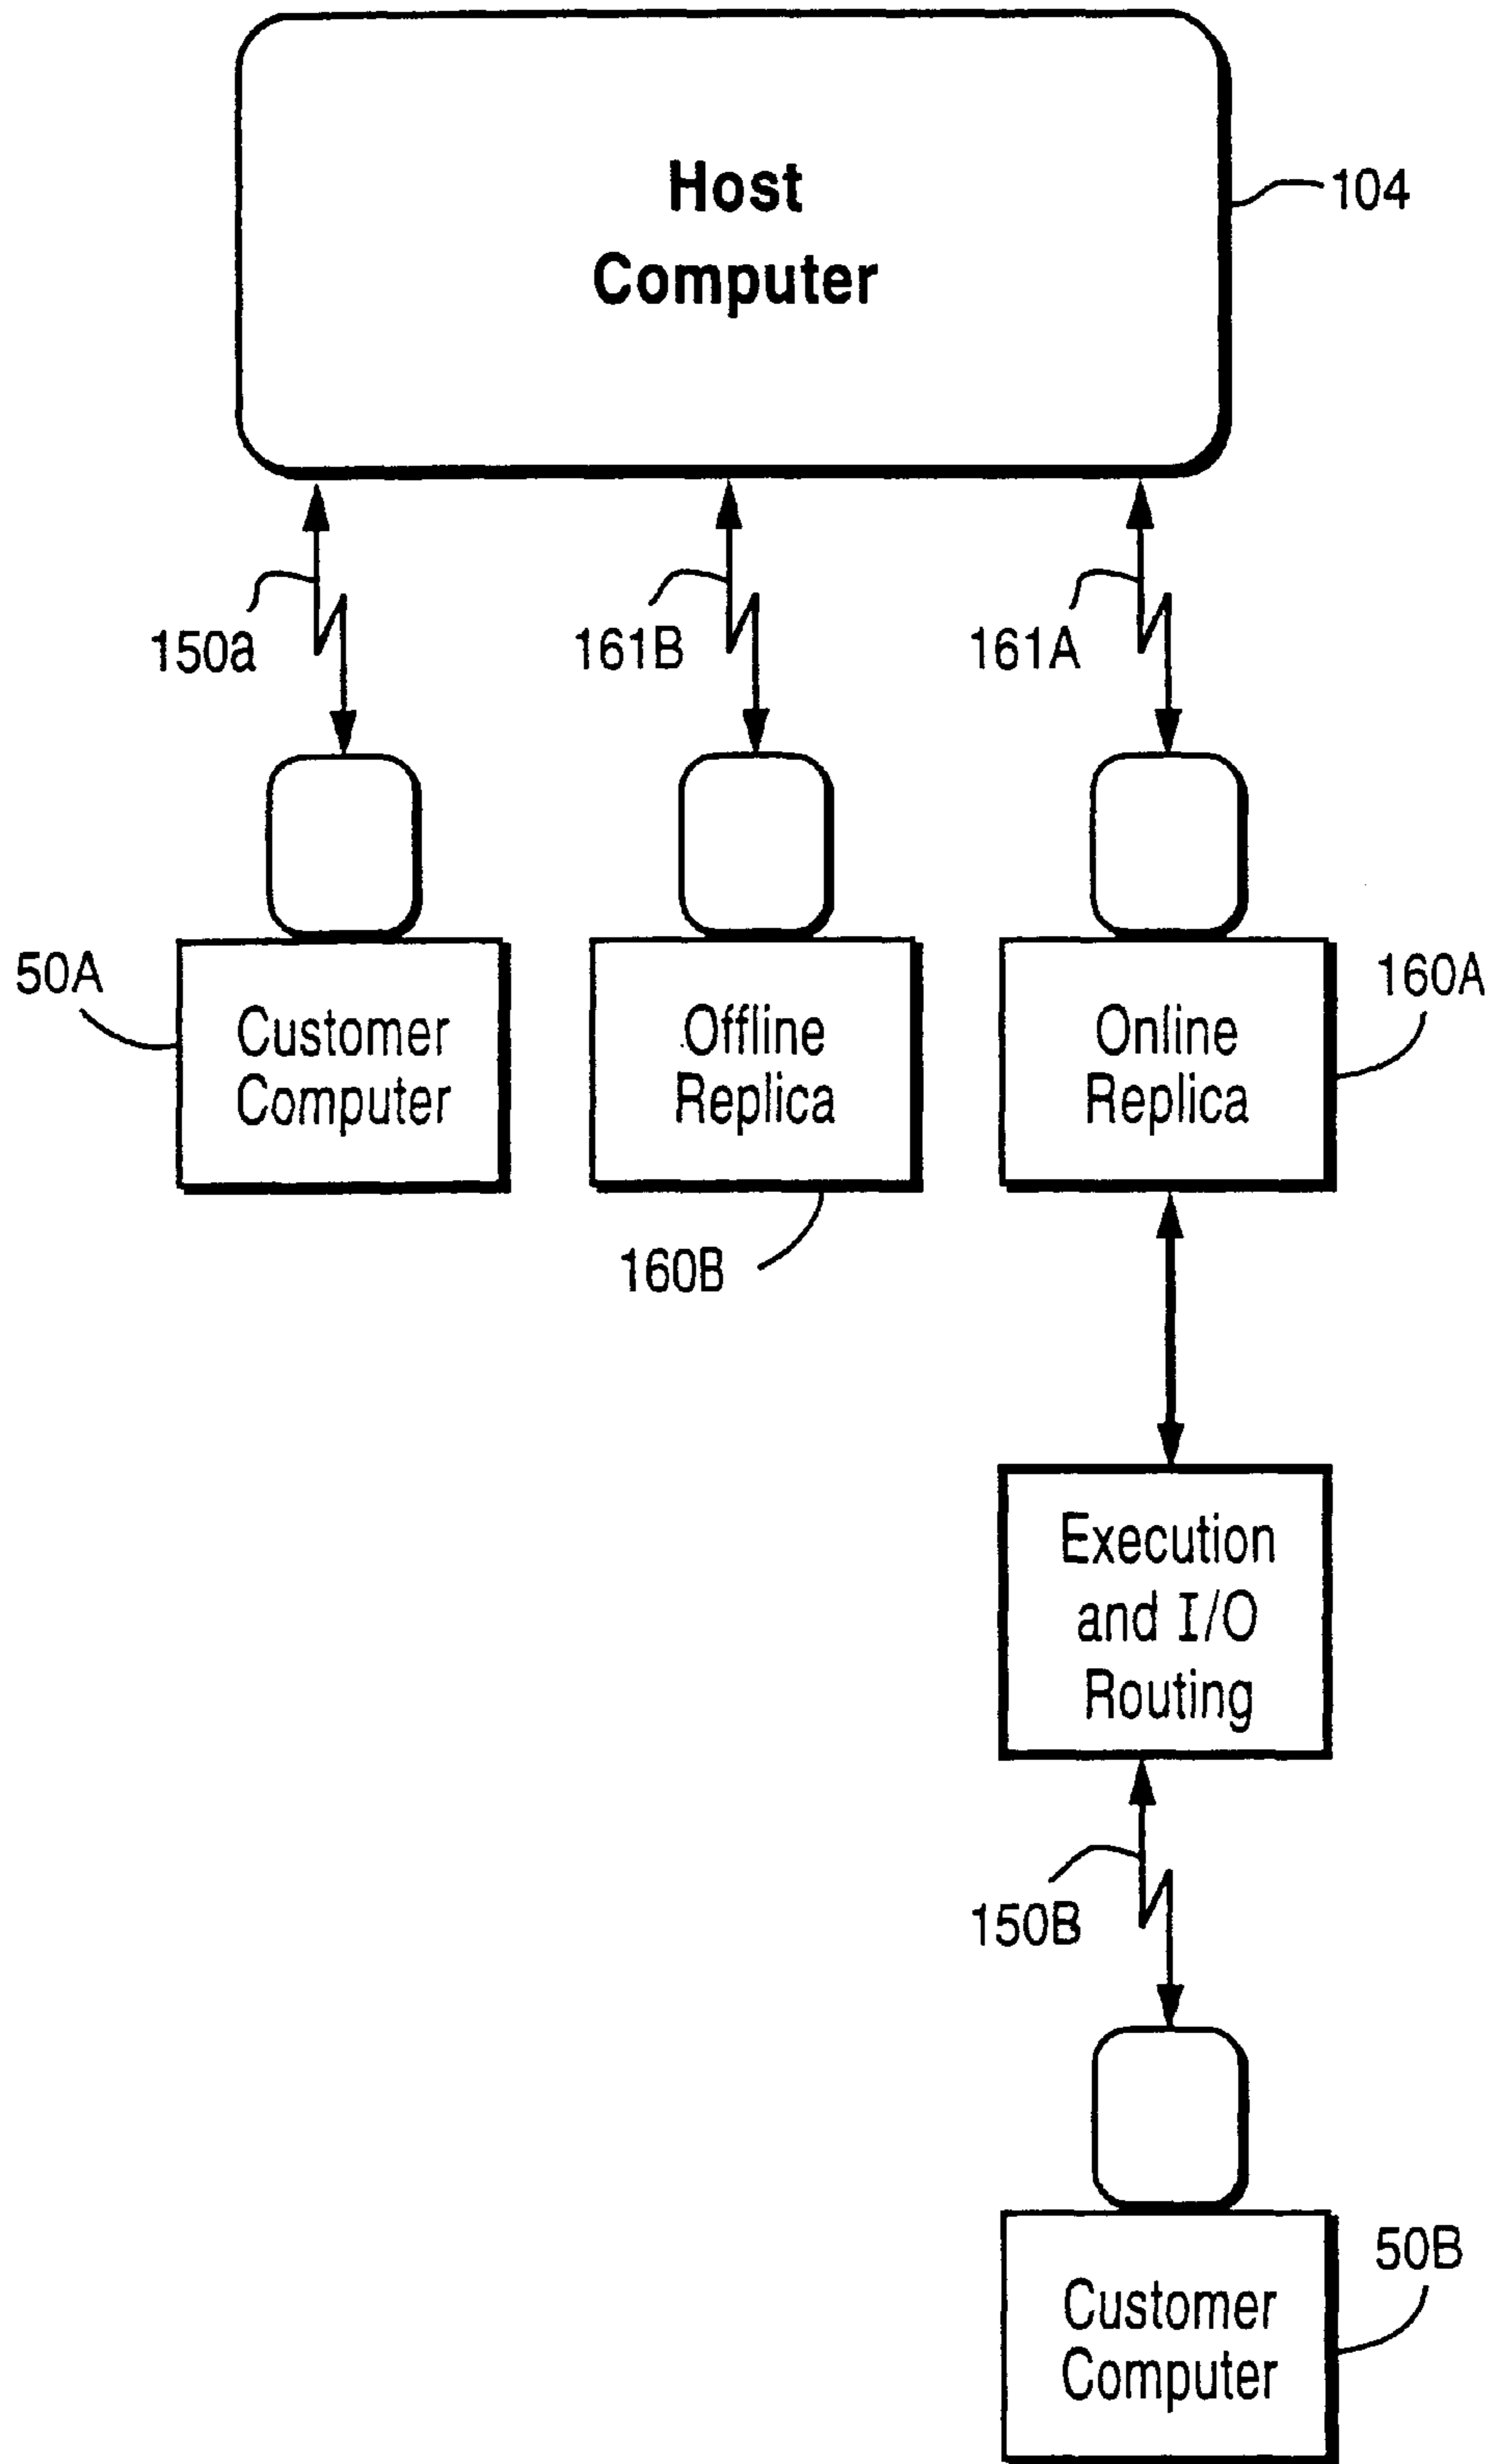 Host
Computer
104
150a
161B
161A
50A
Customer
Computer
Offline
Replica
Online
Replica
160A
160B
Execution
and I/O
Routing
150B
50B
Customer
Computer